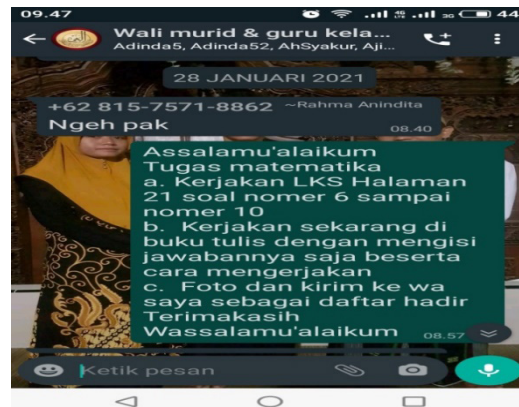 09.47
44
Wali murid & guru kela...
Adinda5, Adinda52, AhSyakur, Aji...
28 JANUARI 2021
+62 815-7571-8862 ~Rahma Anindita
Ngeh pak
08.40
Assalamu'alaikum
Tugas matematika
a. Kerjakan LKS Halaman
21 soal nomer 6 sampai
nomer 10
b. Kerjakan sekarang di
buku tulis dengan mengisi
jawabannya saja beserta
cara mengerjakan
c. Foto dan kirim ke wa
saya sebagai daftar hadir
Terimakasih
Wassalamu'alaikum 08.57
Ketik pesan